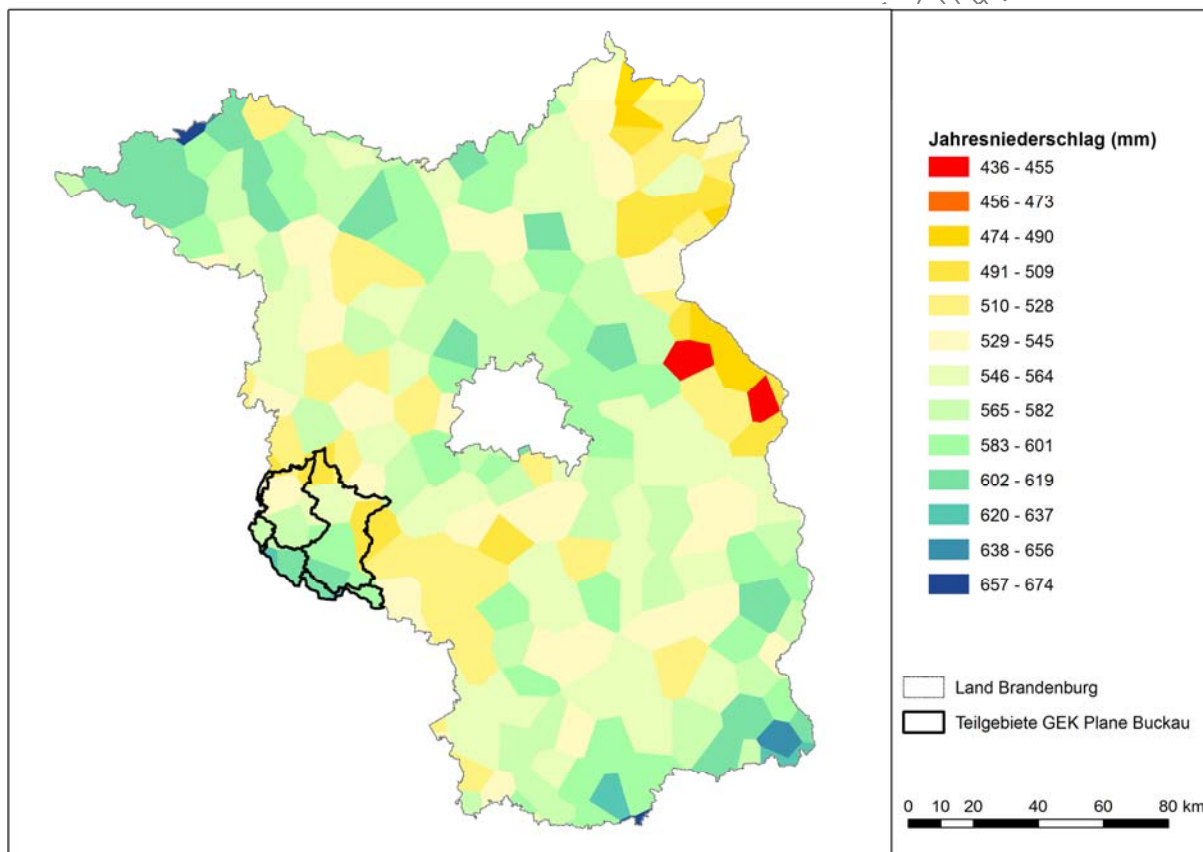 Jahresniederschlag (mm)
436 - 455
456 - 473
474 - 490
491 - 509
510 - 528
529 - 545
546 - 564
565 - 582
583 - 601
602 - 619
620 - 637
638 - 656
657 - 674
Land Brandenburg
Teilgebiete GEK Plane Buckau
0 10 20 40 60 80 km